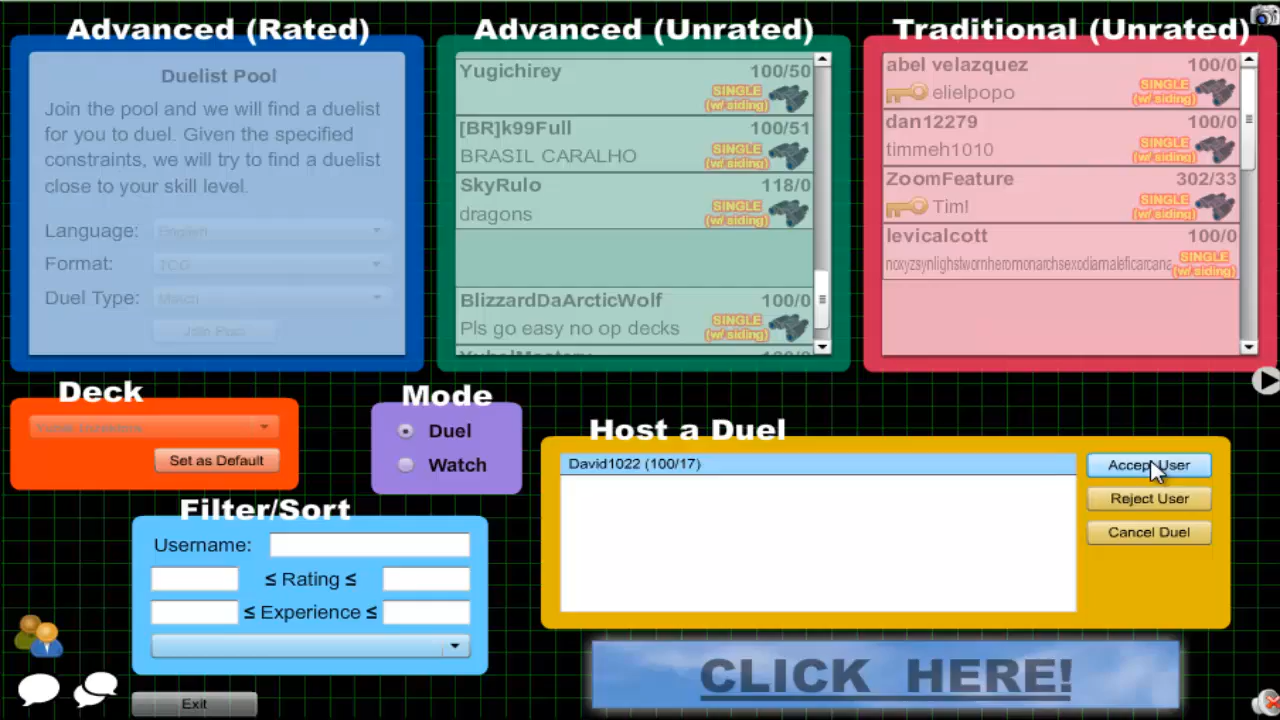 Advanced (Rated)
Duelist Pool
Join the pool and we will find a duelist
for you to duel. Given the specified
constraints, we will try to find a duelist
close to your skill level.
Language: English
Format: TCG
Duel Type: Match
Join Pool
Advanced (Unrated)
Yugichirey 100/50
SINGLE
(w/ siding)
[BR]k99Full 100/51
BRASIL CARALHO SINGLE
(w/ siding)
SkyRulo 118/0
dragons SINGLE
(w/ siding)
BlizzardDaArcticWolf 100/0
Pls go easy no op decks SINGLE
(w/ siding)
Traditional (Unrated)
abel velazquez 100/0
elielpopo SINGLE
(w/ siding)
dan12279 100/0
timmeh1010 SINGLE
(w/ siding)
ZoomFeature 302/33
Tim! SINGLE
(w/ siding)
levicalcott 100/0
SINGLE
(w/ siding)
Deck
Set as Default
Mode
Duel
Watch
Host a Duel
David1022 (100/17)
Accept User
Reject User
Cancel Duel
Filter/Sort
Username:
≤ Rating ≤
≤ Experience ≤
Exit
CLICK HERE!